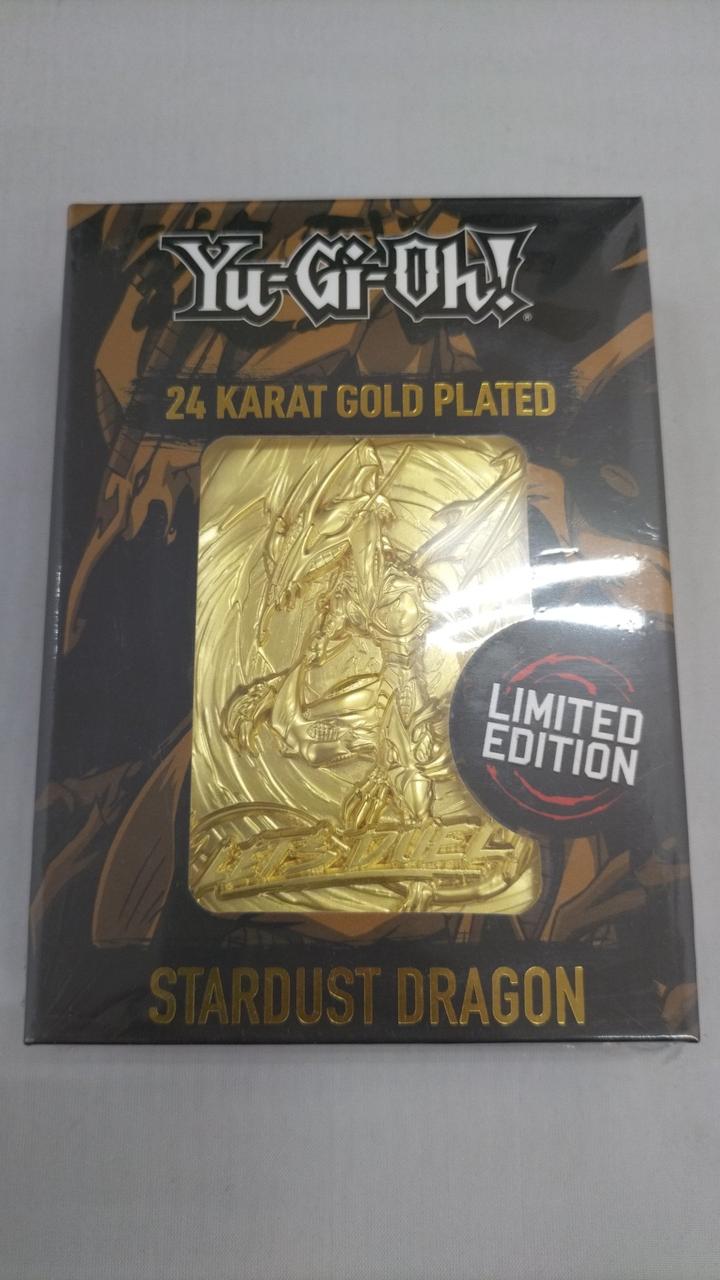 Yu-Gi-Oh!®
24 KARAT GOLD PLATED
LIMITED
EDITION
LET'S DUEL
STARDUST DRAGON